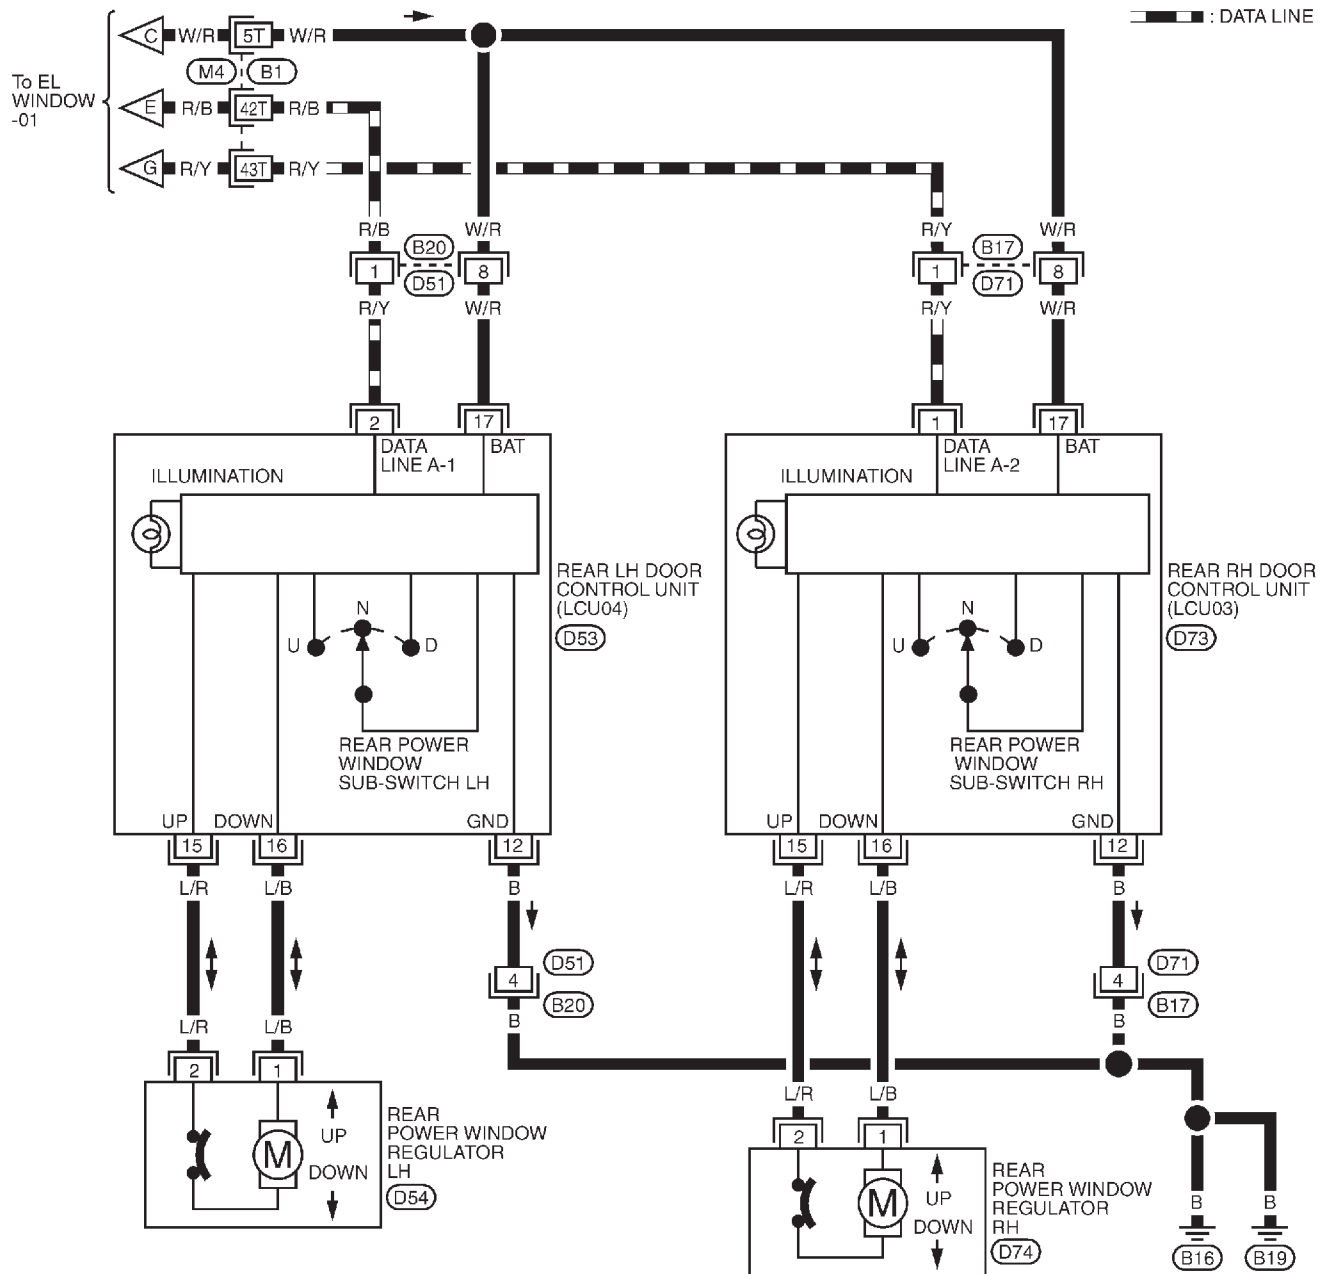 : DATA LINE
C W/R 5T W/R
M4 B1
To EL
WINDOW
-01
E R/B 42T R/B
G R/Y 43T R/Y
R/B W/R R/Y W/R
B20 B17
1 8 1 8
D51 D71
R/Y W/R R/Y W/R
2 17 1 17
DATA
LINE A-1
BAT
DATA
LINE A-2
BAT
ILLUMINATION
ILLUMINATION
REAR LH DOOR
CONTROL UNIT
(LCU04)
D53
REAR RH DOOR
CONTROL UNIT
(LCU03)
D73
N
U D
N
U D
REAR POWER
WINDOW
SUB-SWITCH LH
REAR POWER
WINDOW
SUB-SWITCH RH
UP DOWN GND
UP DOWN GND
15 16 12 15 16 12
L/R L/B B L/R L/B B
D51 D71
4 4
B20 B17
B B
L/R L/B
2 1
L/R L/B
2 1
M
UP
DOWN
REAR
POWER WINDOW
REGULATOR
LH
D54
M
UP
DOWN
REAR
POWER WINDOW
REGULATOR
RH
D74
B B
B16 B19